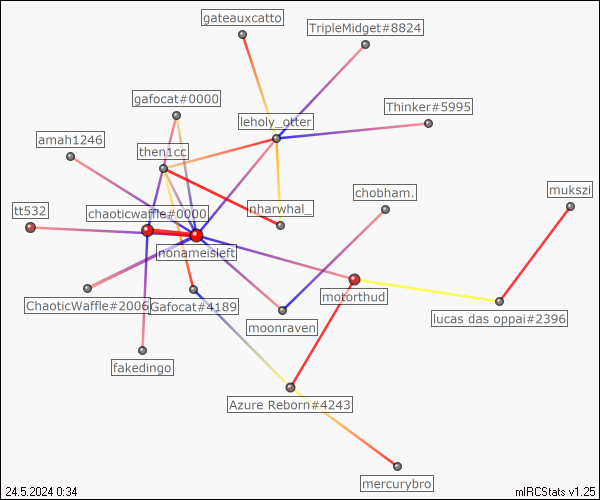 gateauxcatto
TripleMidget#8824
gafocat#0000
Thinker#5995
leholy_otter
amah1246
then1cc
mukszi
chobham.
tt532
chaoticwaffle#0000
nharwhal_
nonameisleft
motorthud
ChaoticWaffle#2006
Gafocat#4189
lucas das oppai#2396
moonraven
fakedingo
Azure Reborn#4243
mercurybro
24.5.2024 0:34
mIRCStats v1.25